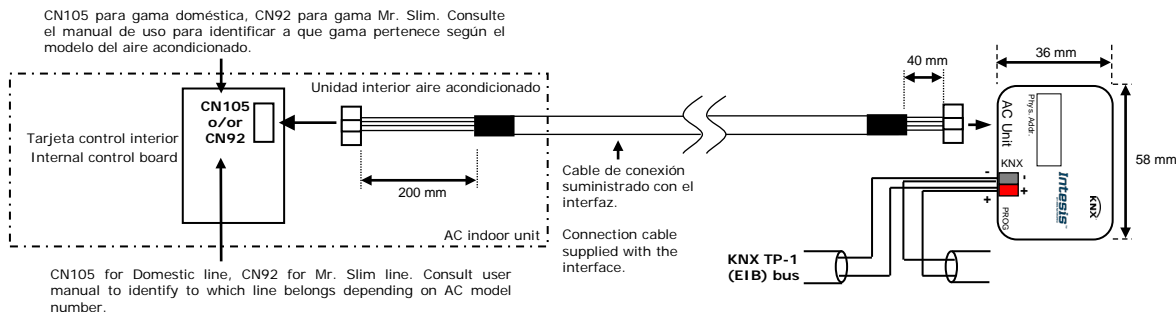 CN105 para gama doméstica, CN92 para gama Mr. Slim. Consulte
el manual de uso para identificar a que gama pertenece según el
modelo del aire acondicionado.
36 mm
40 mm
Unidad interior aire acondicionado
CN105
o/or
CN92
Tarjeta control interior
Internal control board
200 mm
Cable de conexión
suministrado con el
interfaz.
Connection cable
supplied with the
interface.
AC indoor unit
Phys. Addr.
AC Unit
KNX
- -
+ +
PROG
Intesis™
KNX
58 mm
KNX TP-1
(EIB) bus
CN105 for Domestic line, CN92 for Mr. Slim line. Consult user
manual to identify to which line belongs depending on AC model
number.